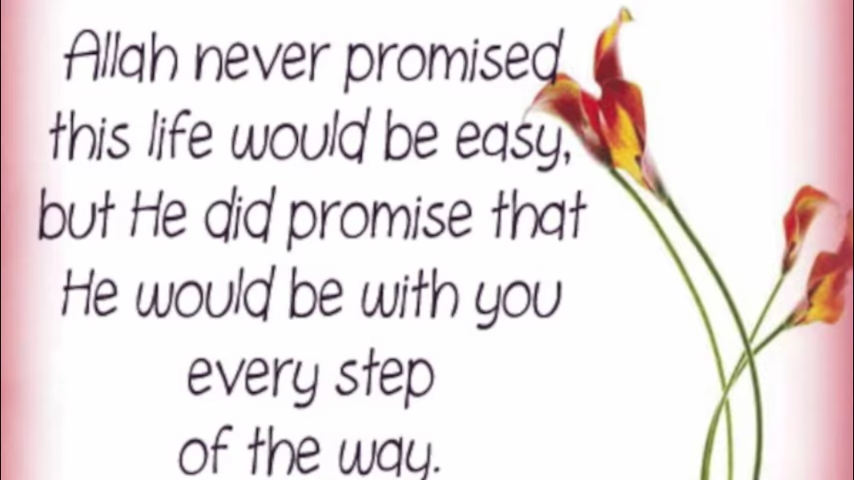 Allah never promised
this life would be easy,
but He did promise that
He would be with you
every step
of the way.